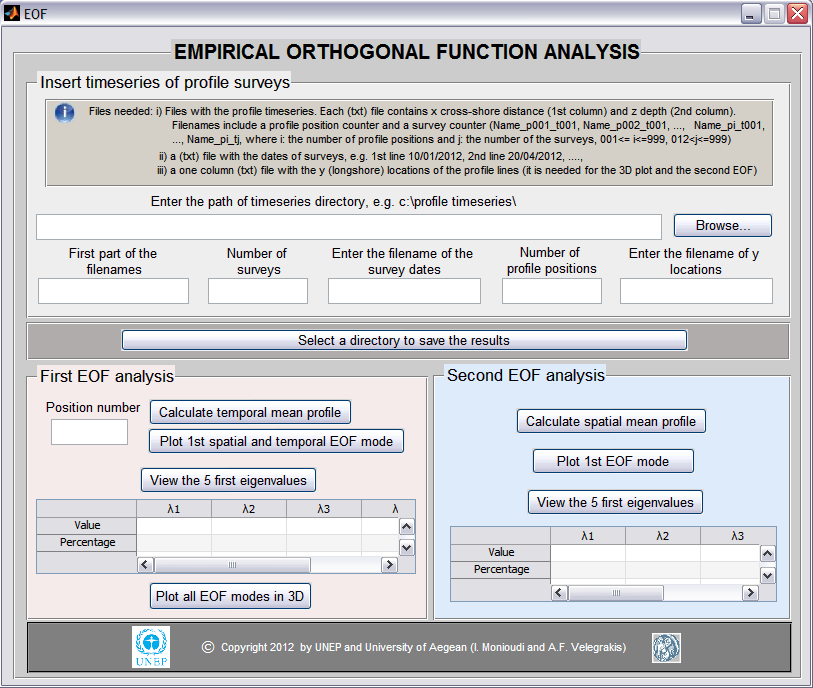 EOF
EMPIRICAL ORTHOGONAL FUNCTION ANALYSIS
Insert timeseries of profile surveys
Files needed: i) Files with the profile timeseries. Each (txt) file contains x cross-shore distance (1st column) and z depth (2nd column).
Filenames include a profile position counter and a survey counter (Name_p001_t001, Name_p002_t001, ..., Name_pi_t001,
..., Name_pi_tj, where i: the number of profile positions and j: the number of the surveys, 001<= i<=999, 012<j<=999)
ii) a (txt) file with the dates of surveys, e.g. 1st line 10/01/2012, 2nd line 20/04/2012, ....,
iii) a one column (txt) file with the y (longshore) locations of the profile lines (it is needed for the 3D plot and the second EOF)
Enter the path of timeseries directory, e.g. c:\profile timeseries\
Browse...
First part of the
filenames
Number of
surveys
Enter the filename of the
survey dates
Number of
profile positions
Enter the filename of y
locations
Select a directory to save the results
First EOF analysis
Position number
Calculate temporal mean profile
Plot 1st spatial and temporal EOF mode
View the 5 first eigenvalues
λ1 λ2 λ3 λ
Value
Percentage
Plot all EOF modes in 3D
Second EOF analysis
Calculate spatial mean profile
Plot 1st EOF mode
View the 5 first eigenvalues
λ1 λ2 λ3
Value
Percentage
UNEP
© Copyright 2012 by UNEP and University of Aegean (I. Monioudi and A.F. Velegrakis)